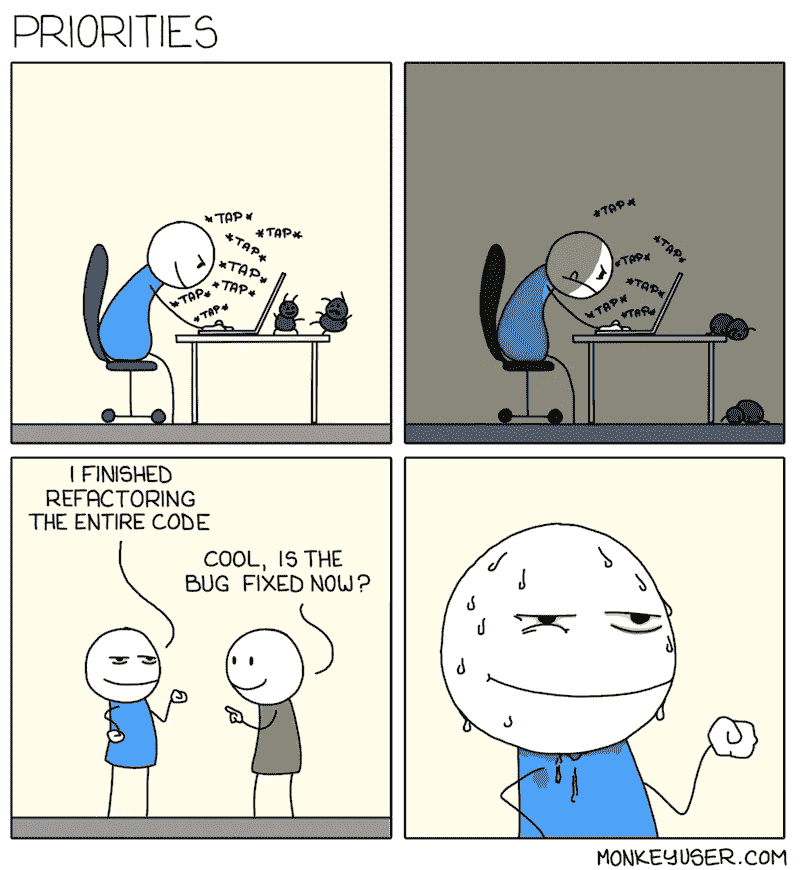 PRIORITIES
*TAP*
*TAP*
*TAP*
*TAP*
*TAP*
*TAP*
*TAP*
*TAP*
*TAP*
*TAP*
*TAP*
*TAP*
*TAP*
I FINISHED
REFACTORING
THE ENTIRE CODE
COOL, IS THE
BUG FIXED NOW?
MONKEYUSER.COM